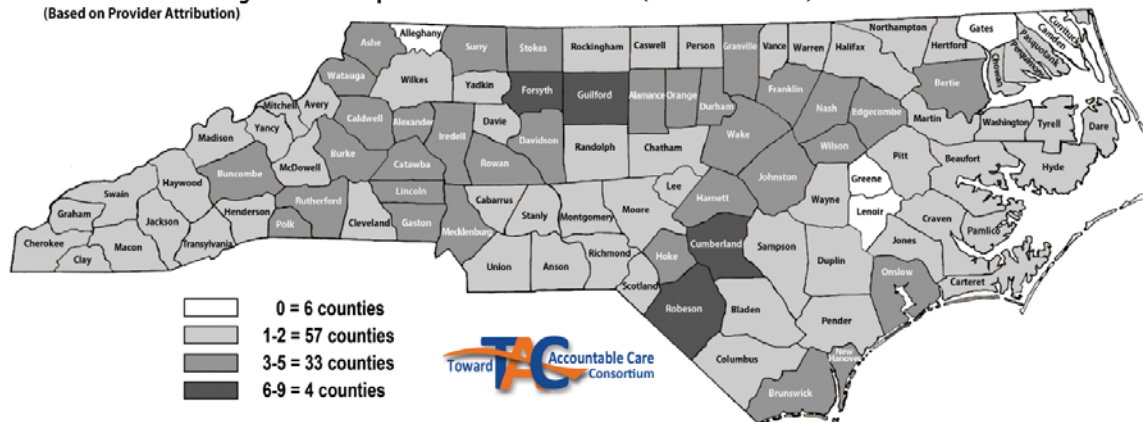 (Based on Provider Attribution)
Alleghany
Ashe
Surry
Stokes
Rockingham
Caswell
Person
Granville
Vance
Warren
Halifax
Northampton
Hertford
Gates
Currituck
Camden
Pasquotank
Perquimans
Chowan
Watauga
Wilkes
Yadkin
Forsyth
Guilford
Alamance
Orange
Durham
Franklin
Nash
Edgecombe
Bertie
Martin
Washington
Tyrell
Dare
Mitchell
Avery
Yancy
Madison
Caldwell
Alexander
Iredell
Davie
Davidson
Randolph
Chatham
Wake
Wilson
Pitt
Beaufort
Hyde
McDowell
Burke
Catawba
Rowan
Johnston
Greene
Buncombe
Haywood
Swain
Rutherford
Lincoln
Cabarrus
Stanly
Montgomery
Moore
Lee
Harnett
Wayne
Lenoir
Craven
Pamlico
Graham
Jackson
Henderson
Polk
Cleveland
Gaston
Mecklenburg
Cherokee
Clay
Macon
Transylvania
Union
Anson
Richmond
Scotland
Hoke
Cumberland
Sampson
Duplin
Jones
Onslow
Carteret
Robeson
Bladen
Pender
Columbus
New
Hanover
Brunswick
0 = 6 counties
1-2 = 57 counties
3-5 = 33 counties
6-9 = 4 counties
Toward TAC Accountable Care
Consortium